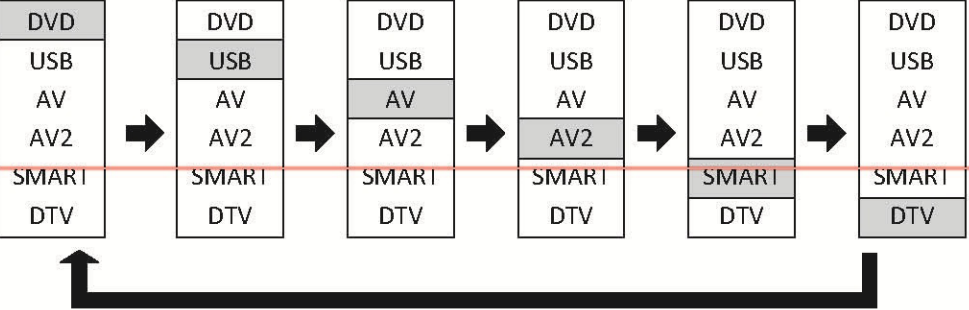 DVD DVD DVD DVD DVD DVD
USB USB USB USB USB USB
AV AV AV AV AV AV
AV2 AV2 AV2 AV2 AV2 AV2
SMART SMART SMART SMART SMART SMART
DTV DTV DTV DTV DTV DTV